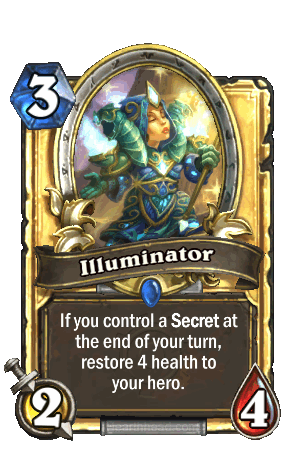 3
Illuminator
If you control a Secret at
the end of your turn,
restore 4 health to
your hero.
2
4